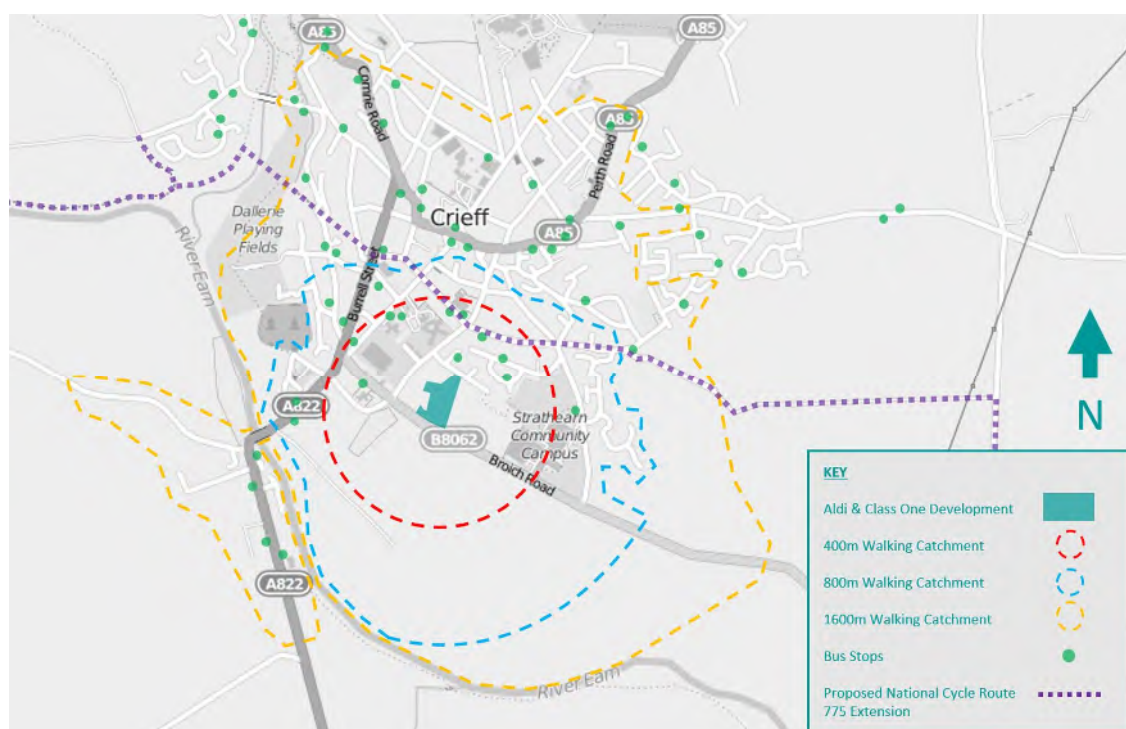 A85
A85
Comrie Road
A85
Perth Road
Dallerie
Playing
Fields
Crieff
A85
River Earn
Burrell Street
A822
Strathearn
Community
Campus
B8062
Broich Road
N
A822
River Earn
KEY
Aldi & Class One Development
400m Walking Catchment
800m Walking Catchment
1600m Walking Catchment
Bus Stops
Proposed National Cycle Route
775 Extension